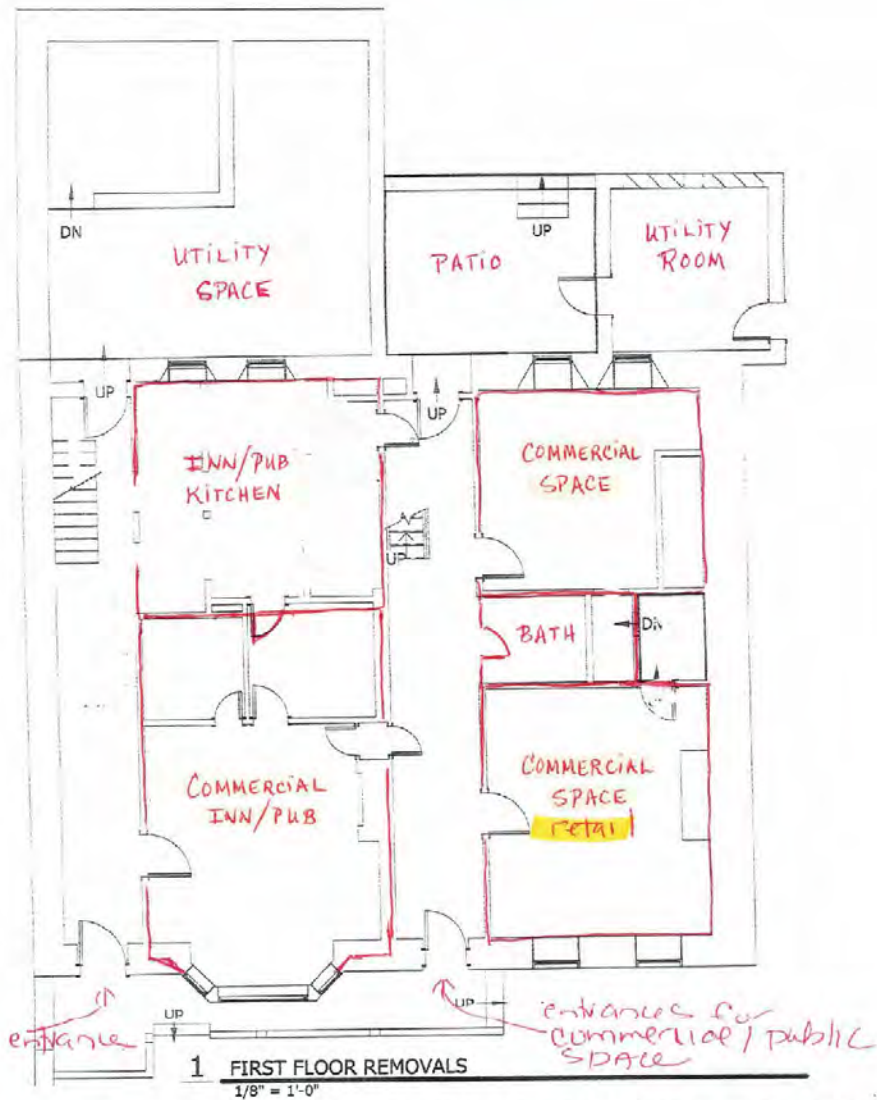 DN
UTILITY
SPACE
UP
PATIO
UP
UTILITY
ROOM
UP
INN/PUB
KITCHEN
UP
COMMERCIAL
SPACE
UP
BATH
DN
COMMERCIAL
INN/PUB
COMMERCIAL
SPACE
retail
entrance
UP
UP
entrances for
commercial / public
SPACE
1 FIRST FLOOR REMOVALS
1/8" = 1'-0"